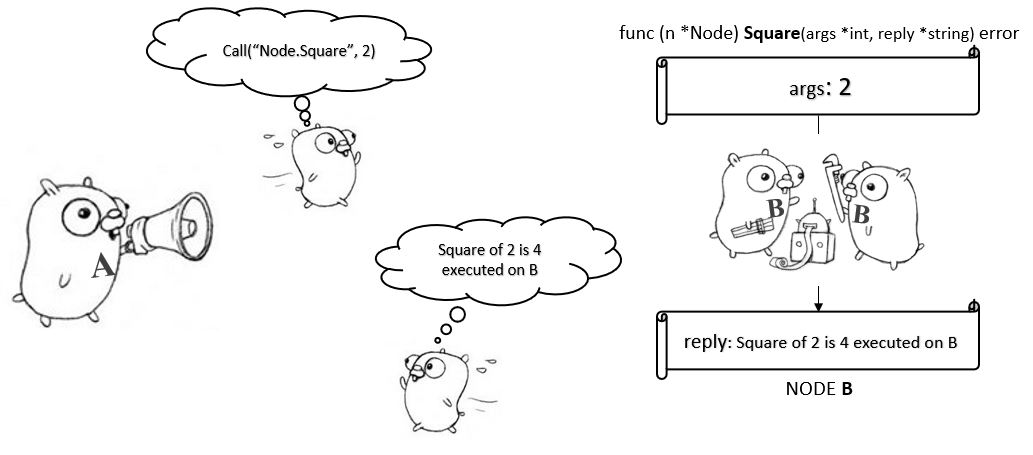 Call(“Node.Square”, 2)
func (n *Node) Square(args *int, reply *string) error
args: 2
A
B
B
Square of 2 is 4
executed on B
reply: Square of 2 is 4 executed on B
NODE B